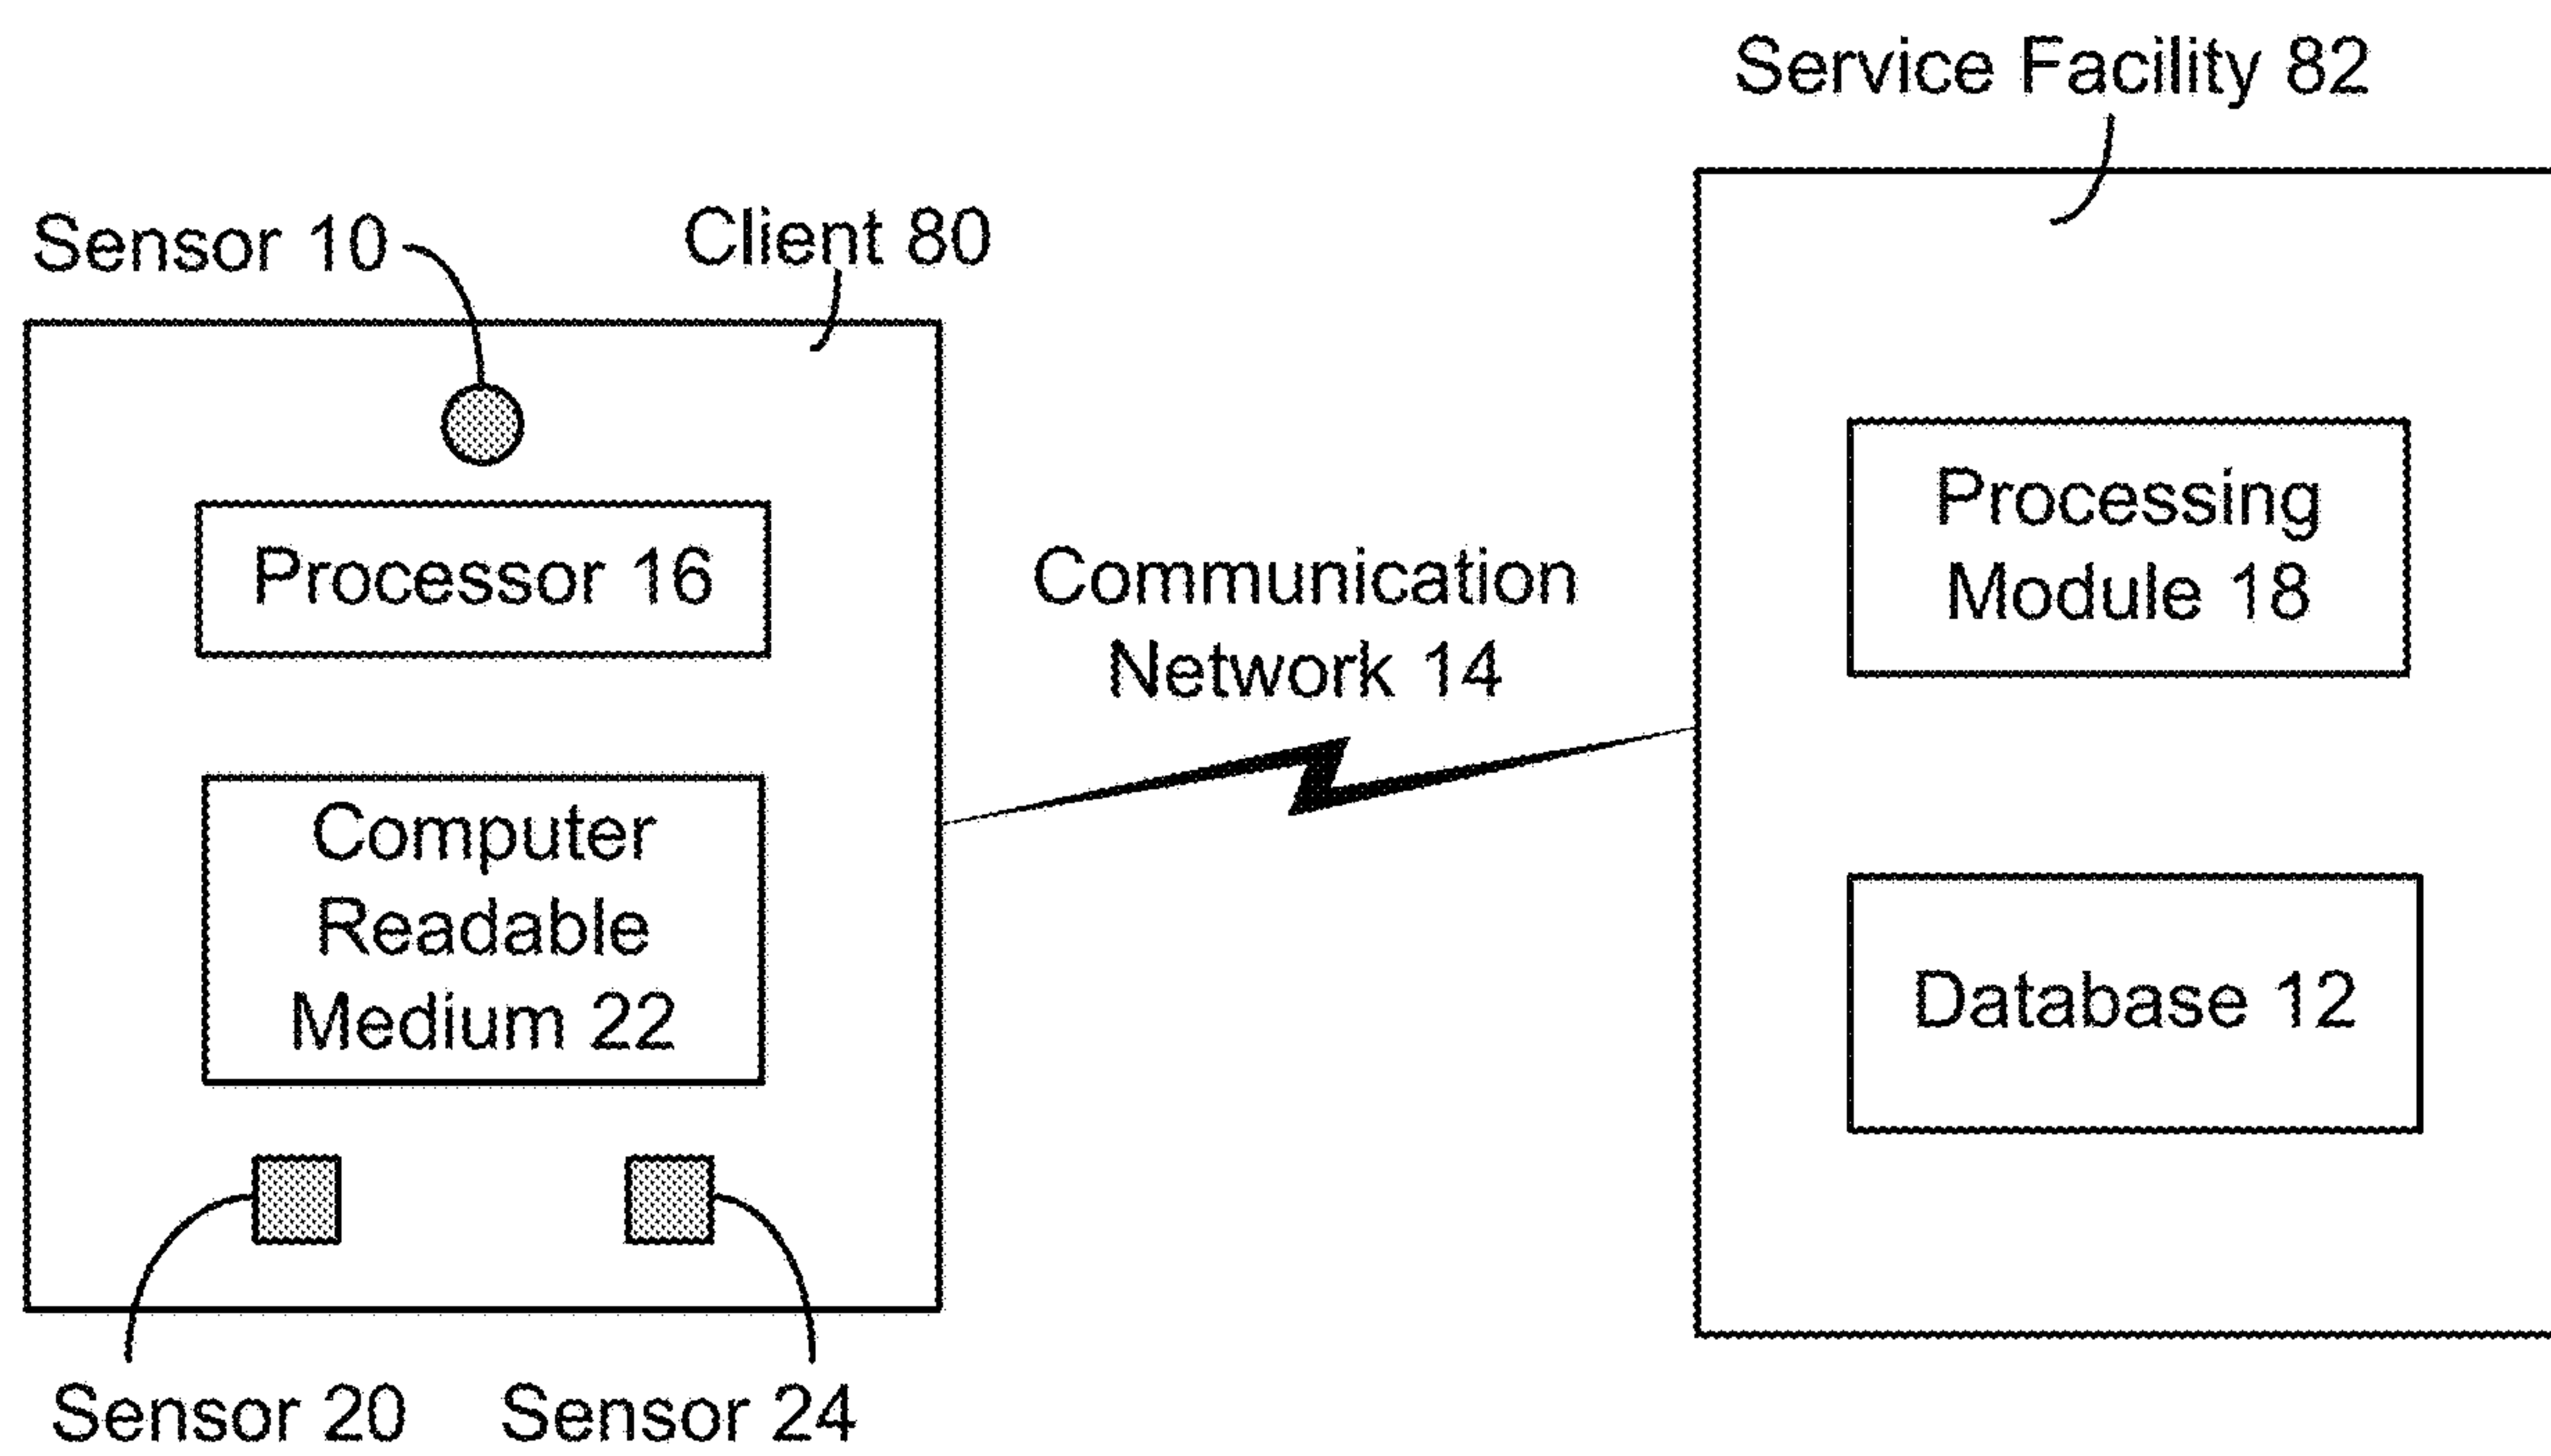 Service Facility 82
Sensor 10
Client 80
Processor 16
Communication
Network 14
Processing
Module 18
Computer
Readable
Medium 22
Database 12
Sensor 20
Sensor 24